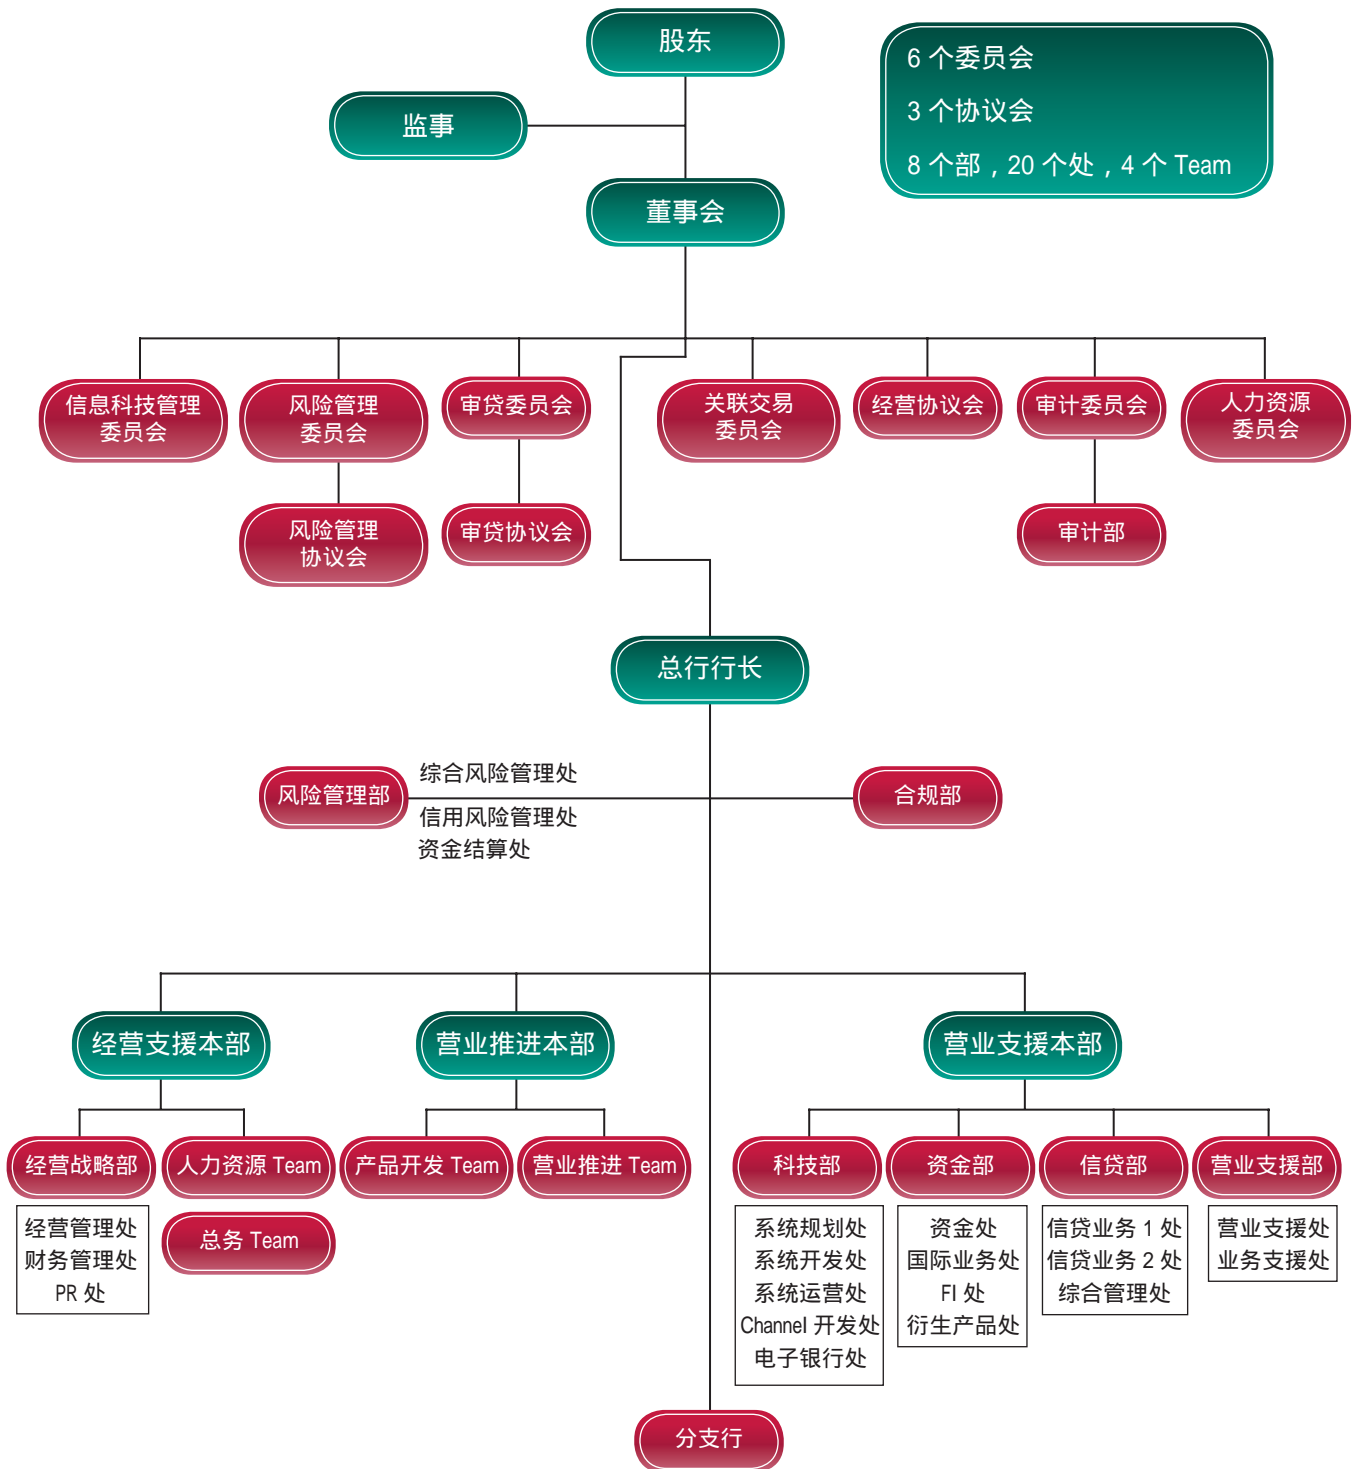 股东
6 个委员会
3 个协议会
8 个部，20 个处，4 个 Team
监事
董事会
信息科技管理
委员会
风险管理
委员会
审贷委员会
关联交易
委员会
经营协议会
审计委员会
人力资源
委员会
风险管理
协议会
审贷协议会
审计部
总行行长
风险管理部
综合风险管理处
信用风险管理处
资金结算处
合规部
经营支援本部
营业推进本部
营业支援本部
经营战略部
人力资源 Team
产品开发 Team
营业推进 Team
科技部
资金部
信贷部
营业支援部
经营管理处
财务管理处
PR 处
总务 Team
系统规划处
系统开发处
系统运营处
Channel 开发处
电子银行处
资金处
国际业务处
FI 处
衍生产品处
信贷业务 1 处
信贷业务 2 处
综合管理处
营业支援处
业务支援处
分支行